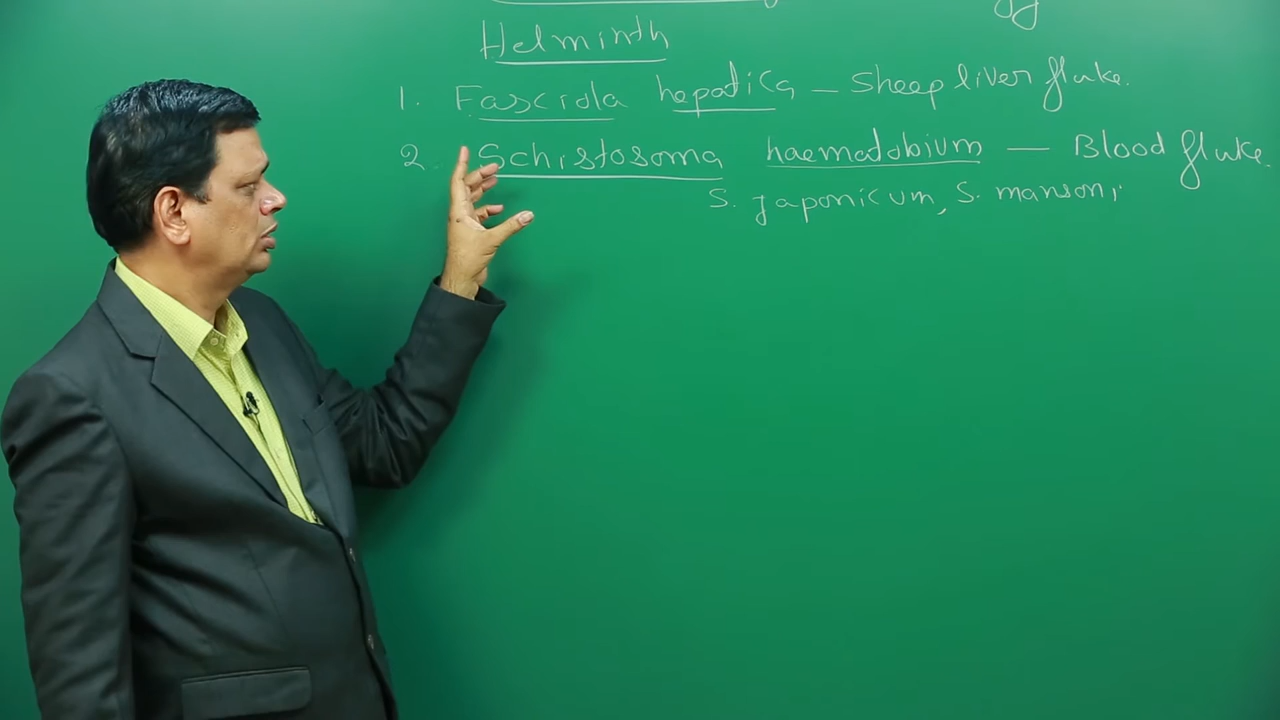 Helminth
1. Fasciola hepatica – Sheep liver fluke.
2. Schistosoma haematobium — Blood fluke.
S. japonicum, S. mansoni